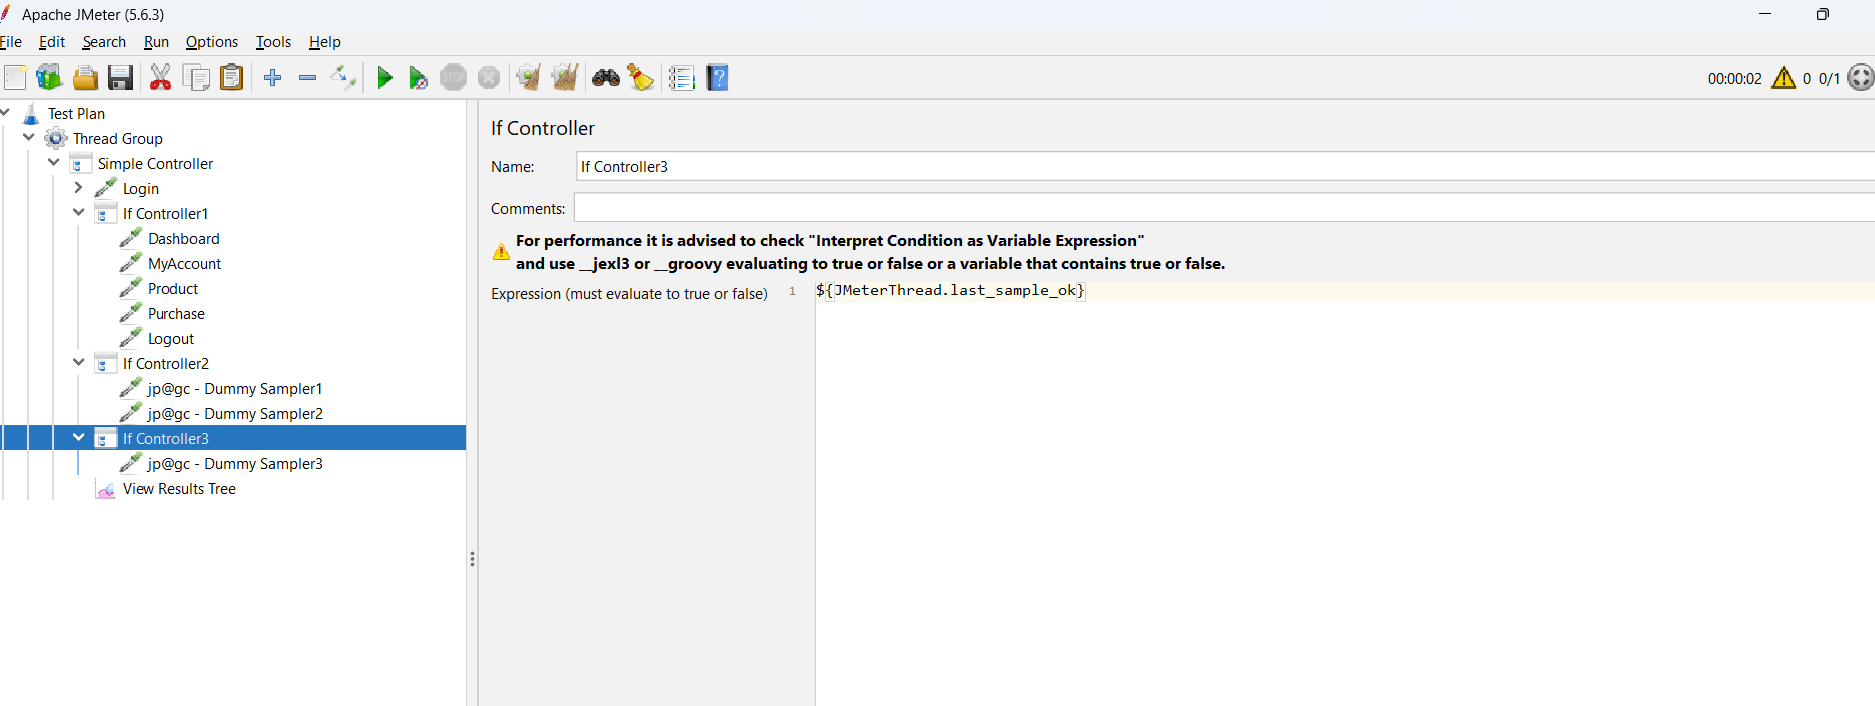 Apache JMeter (5.6.3)
File Edit Search Run Options Tools Help
STOP
00:00:02 0 0/1
Test Plan
Thread Group
Simple Controller
Login
If Controller1
Dashboard
MyAccount
Product
Purchase
Logout
If Controller2
jp@gc - Dummy Sampler1
jp@gc - Dummy Sampler2
If Controller3
jp@gc - Dummy Sampler3
View Results Tree
If Controller
Name: If Controller3
Comments:
For performance it is advised to check "Interpret Condition as Variable Expression"
and use __jexl3 or __groovy evaluating to true or false or a variable that contains true or false.
Expression (must evaluate to true or false) 1 ${JMeterThread.last_sample_ok}